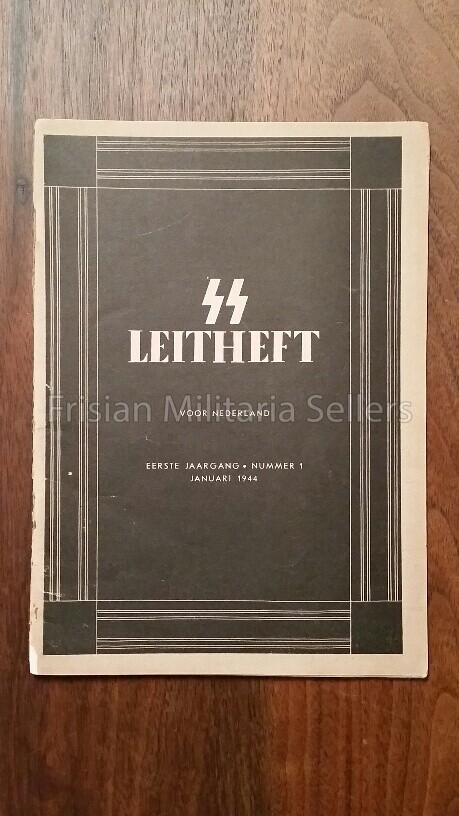 SS
LEITHEFT
Frisian Militaria Sellers
VOOR NEDERLAND
EERSTE JAARGANG • NUMMER 1
JANUARI 1944